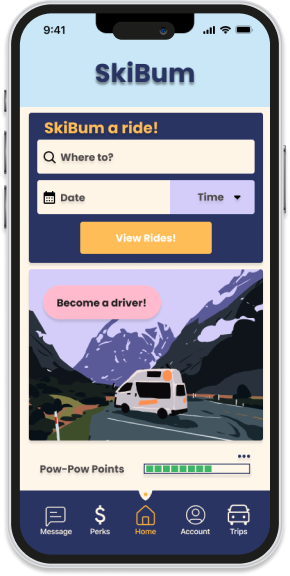 9:41
SkiBum
SkiBum a ride!
Where to?
Date Time
View Rides!
Become a driver!
Pow-Pow Points
Message Perks Home Account Trips